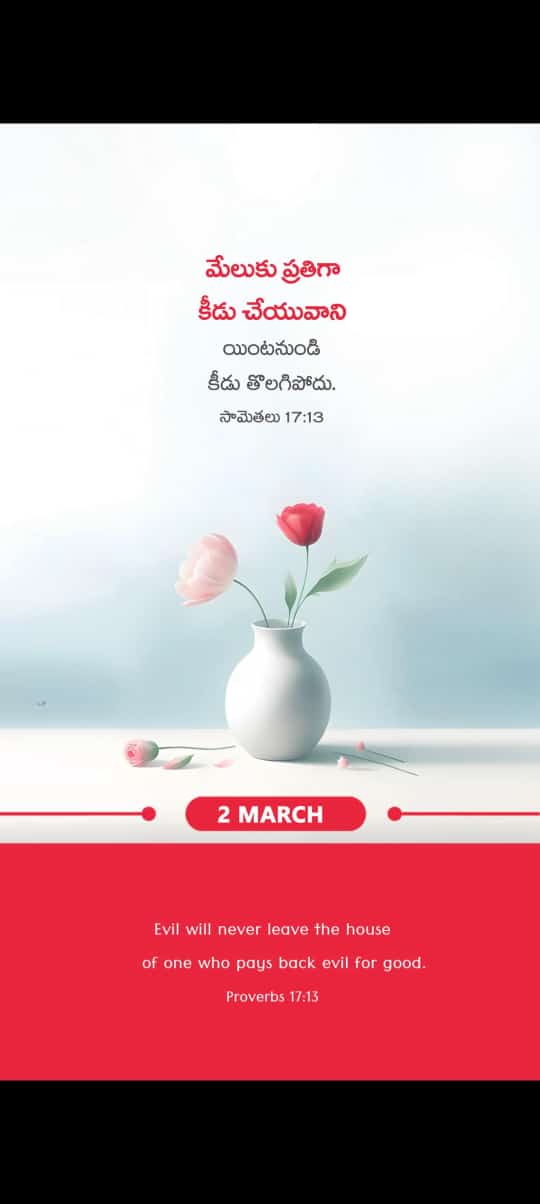 మేలుకు ప్రతిగా
కీడు చేయువాని
యింటనుండి
కీడు తొలగిపోదు.
సామెతలు 17:13
2 MARCH
Evil will never leave the house
of one who pays back evil for good.
Proverbs 17:13